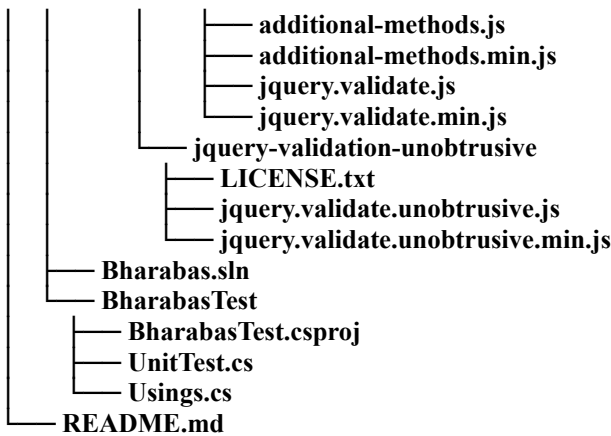 additional-methods.js
additional-methods.min.js
jquery.validate.js
jquery.validate.min.js
jquery-validation-unobtrusive
LICENSE.txt
jquery.validate.unobtrusive.js
jquery.validate.unobtrusive.min.js
Bharabas.sln
BharabasTest
BharabasTest.csproj
UnitTest.cs
Usings.cs
README.md